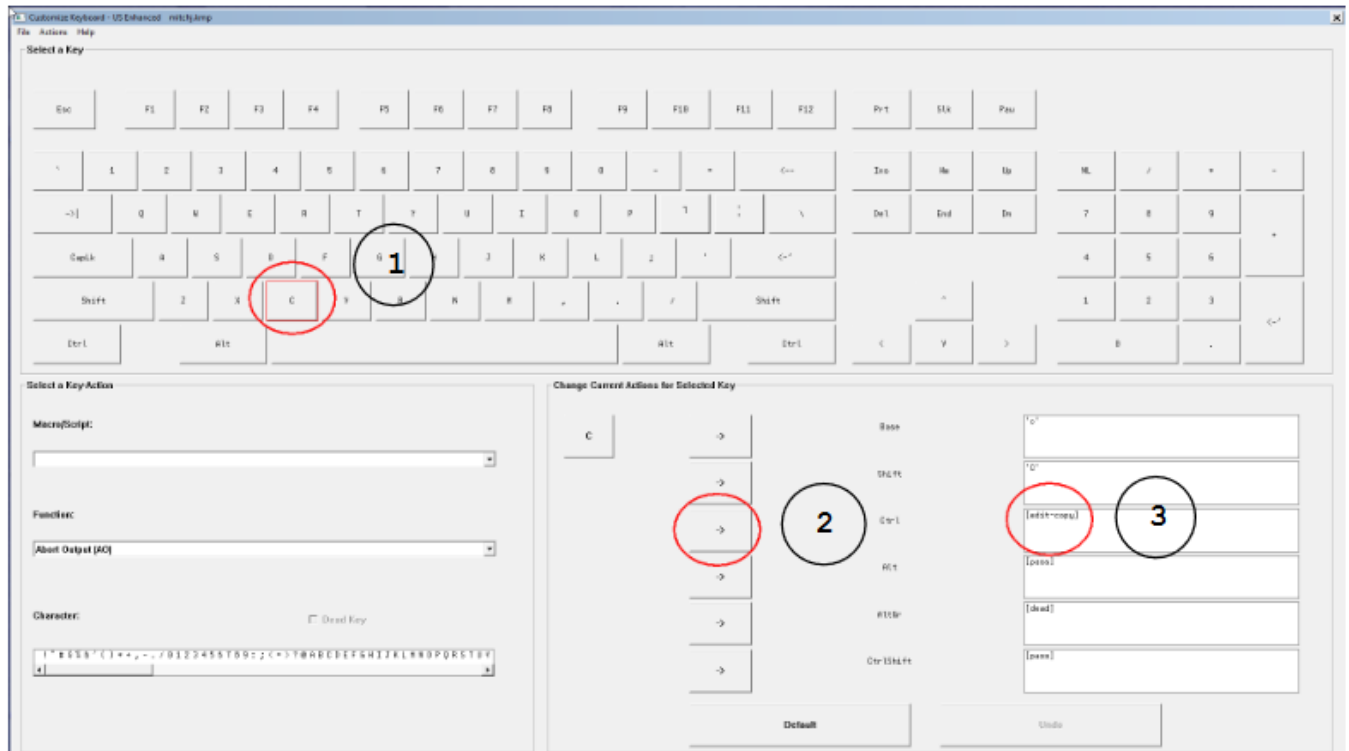 Customize Keyboard - US Enhanced mitchj.kmp
File Actions Help
Select a Key
Esc F1 F2 F3 F4 F5 F6 F7 F8 F9 F10 F11 F12 Prt Slk Pau
` 1 2 3 4 5 6 7 8 9 0 - = <-- Ins Hm Up NL / * -
->| Q W E R T Y U I O P \ Del End Dn 7 8 9 +
CapLk A S D F G 1 J K L ; ' <-' 4 5 6
Shift Z X C V B N M , . / Shift ^ 1 2 3
Ctrl Alt Alt Ctrl < V > 0 . <-'
Select a Key-Action
Change Current Actions for Selected Key
Macro/Script:
C -> Base 'c'
-> Shift 'C'
Function:
-> 2 Ctrl [edit-copy] 3
Abort Output (AO)
-> Alt [pass]
Character: Dead Key
-> AltGr [dead]
-> CtrlShift [pass]
Default Undo